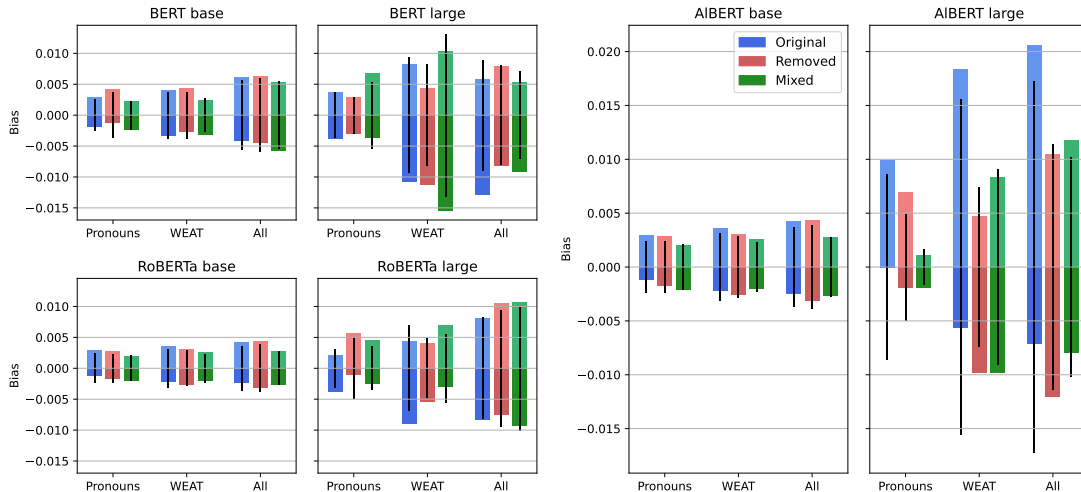 BERT base
BERT large
0.010
0.005
0.000
−0.005
−0.010
−0.015
Bias
Pronouns WEAT All
Pronouns WEAT All
RoBERTa base
RoBERTa large
0.010
0.005
0.000
−0.005
−0.010
−0.015
Bias
Pronouns WEAT All
Pronouns WEAT All
AlBERT base
AlBERT large
Original
Removed
Mixed
0.020
0.015
0.010
0.005
0.000
−0.005
−0.010
−0.015
Bias
Pronouns WEAT All
Pronouns WEAT All